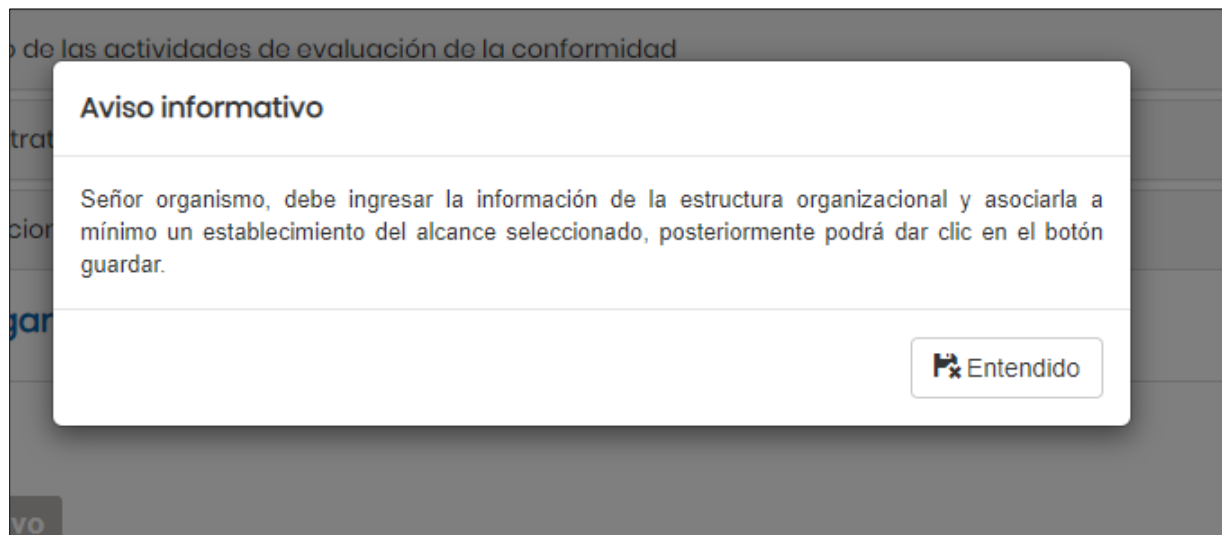 de las actividades de evaluación de la conformidad
Aviso informativo
Señor organismo, debe ingresar la información de la estructura organizacional y asociarla a
mínimo un establecimiento del alcance seleccionado, posteriormente podrá dar clic en el botón
guardar.
Entendido